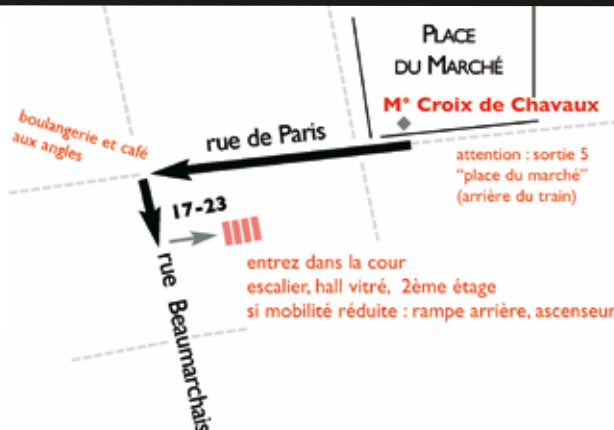 PLACE
DU MARCHÉ
M° Croix de Chavaux
rue de Paris
boulangerie et café
aux angles
attention : sortie 5
"place du marché"
(arrière du train)
17-23
entrez dans la cour
escalier, hall vitré, 2ème étage
si mobilité réduite : rampe arrière, ascenseur
rue Beaumarchais